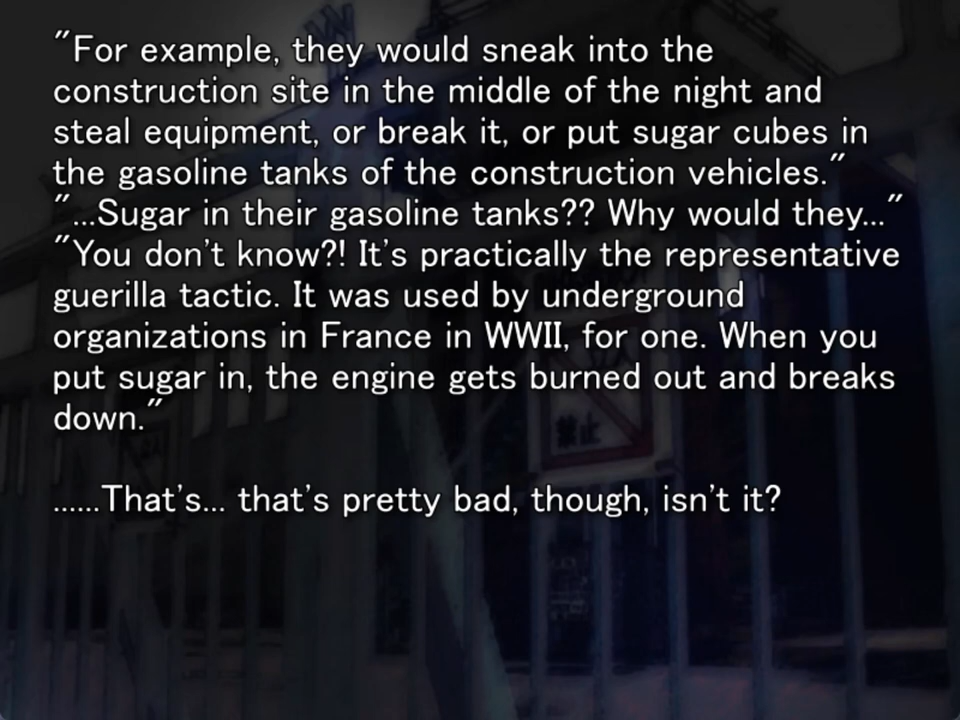 "For example, they would sneak into the
construction site in the middle of the night and
steal equipment, or break it, or put sugar cubes in
the gasoline tanks of the construction vehicles."
"...Sugar in their gasoline tanks?? Why would they..."
"You don't know?! It's practically the representative
guerilla tactic. It was used by underground
organizations in France in WWII, for one. When you
put sugar in, the engine gets burned out and breaks
down."
......That's... that's pretty bad, though, isn't it?
禁止